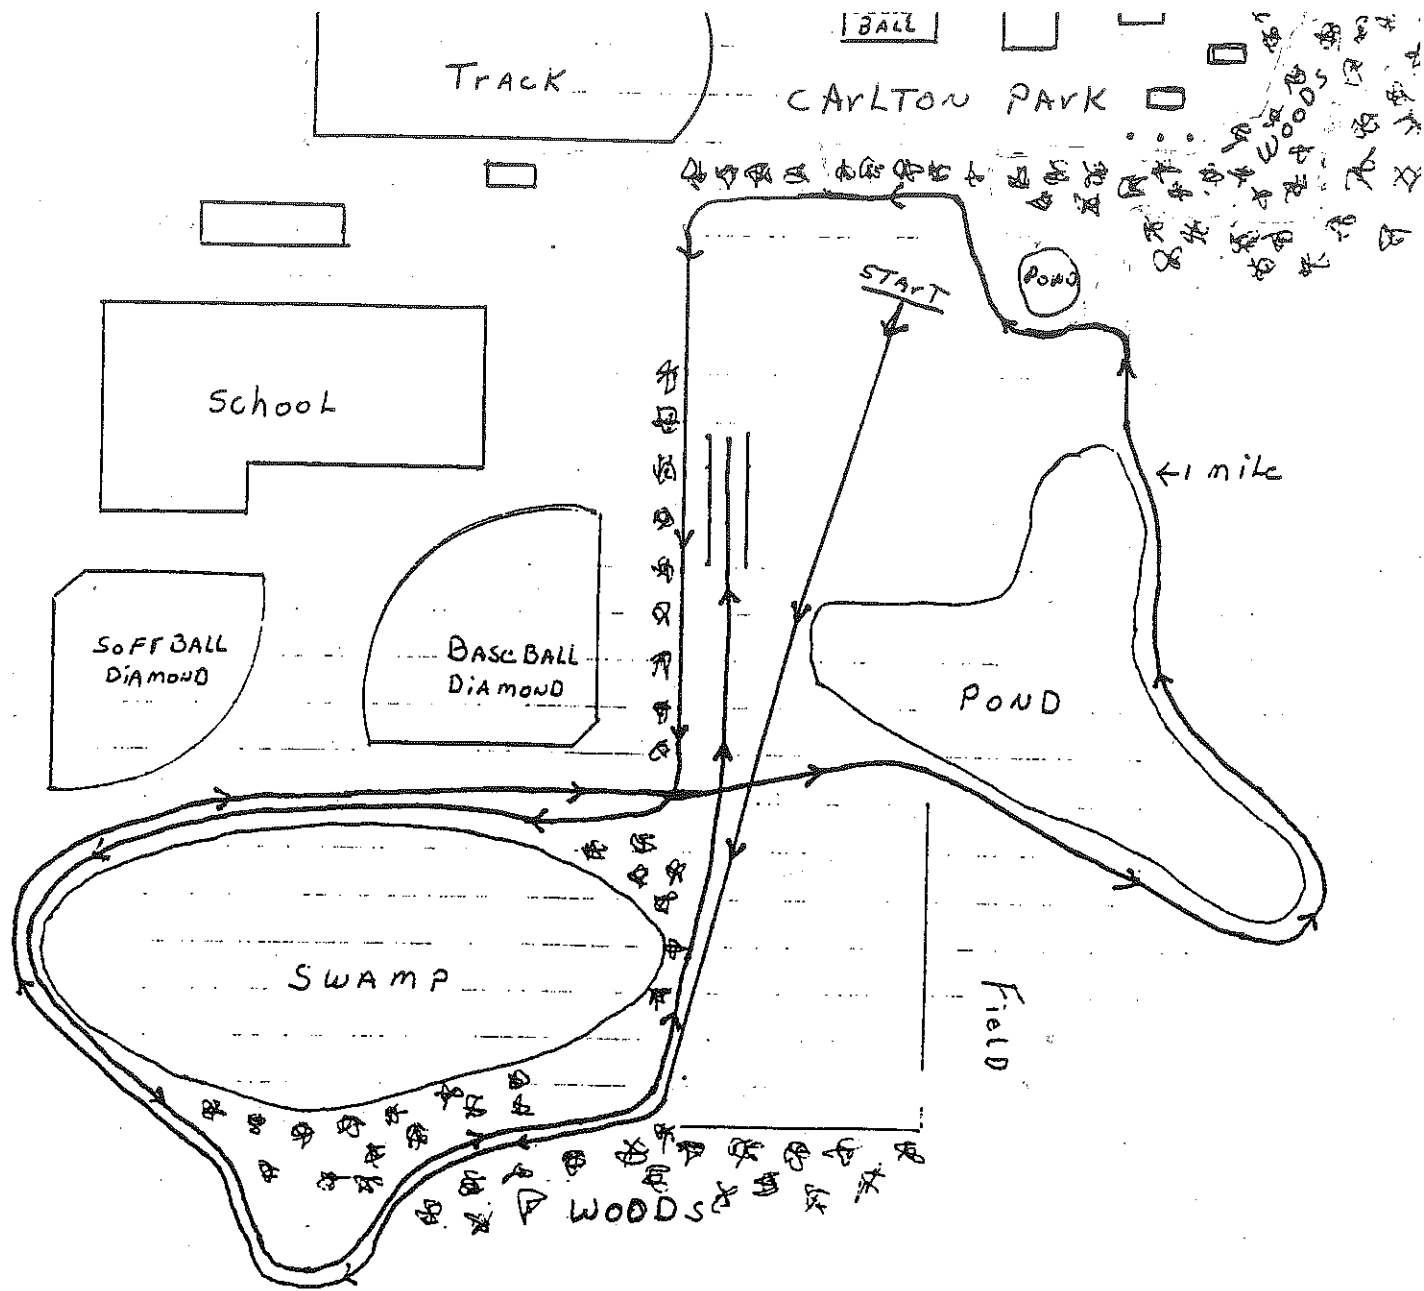 BALL
TrACK
CArLTON PArK
WOODS
POND
START
SchooL
←1 mile
SOFTBALL
DiAMOND
BASEBALL
DiAMOND
POND
SWAMP
FielD
WOODS